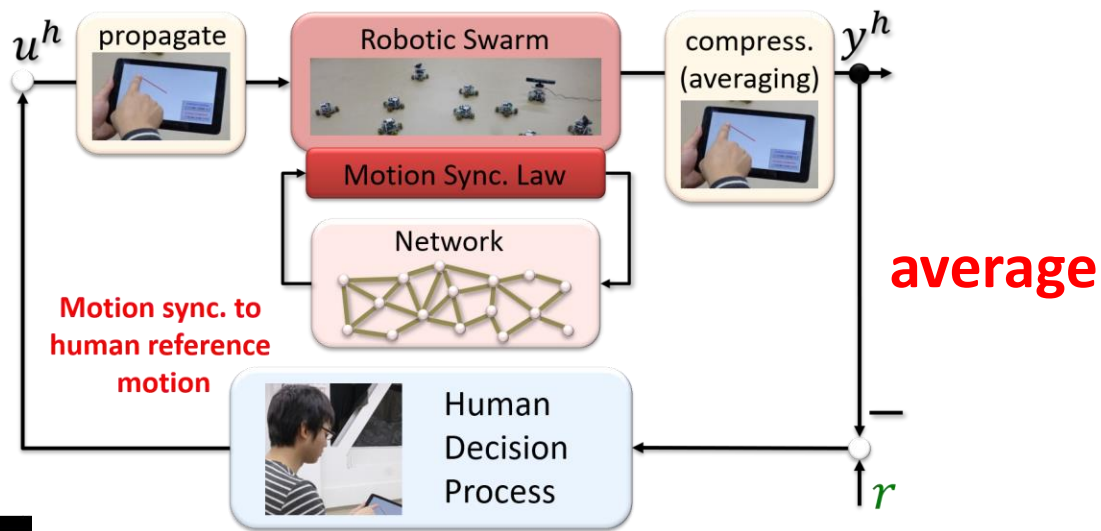 u^h
propagate
Robotic Swarm
compress.
(averaging)
y^h
Motion Sync. Law
Network
average
Motion sync. to
human reference
motion
Human
Decision
Process
−
r